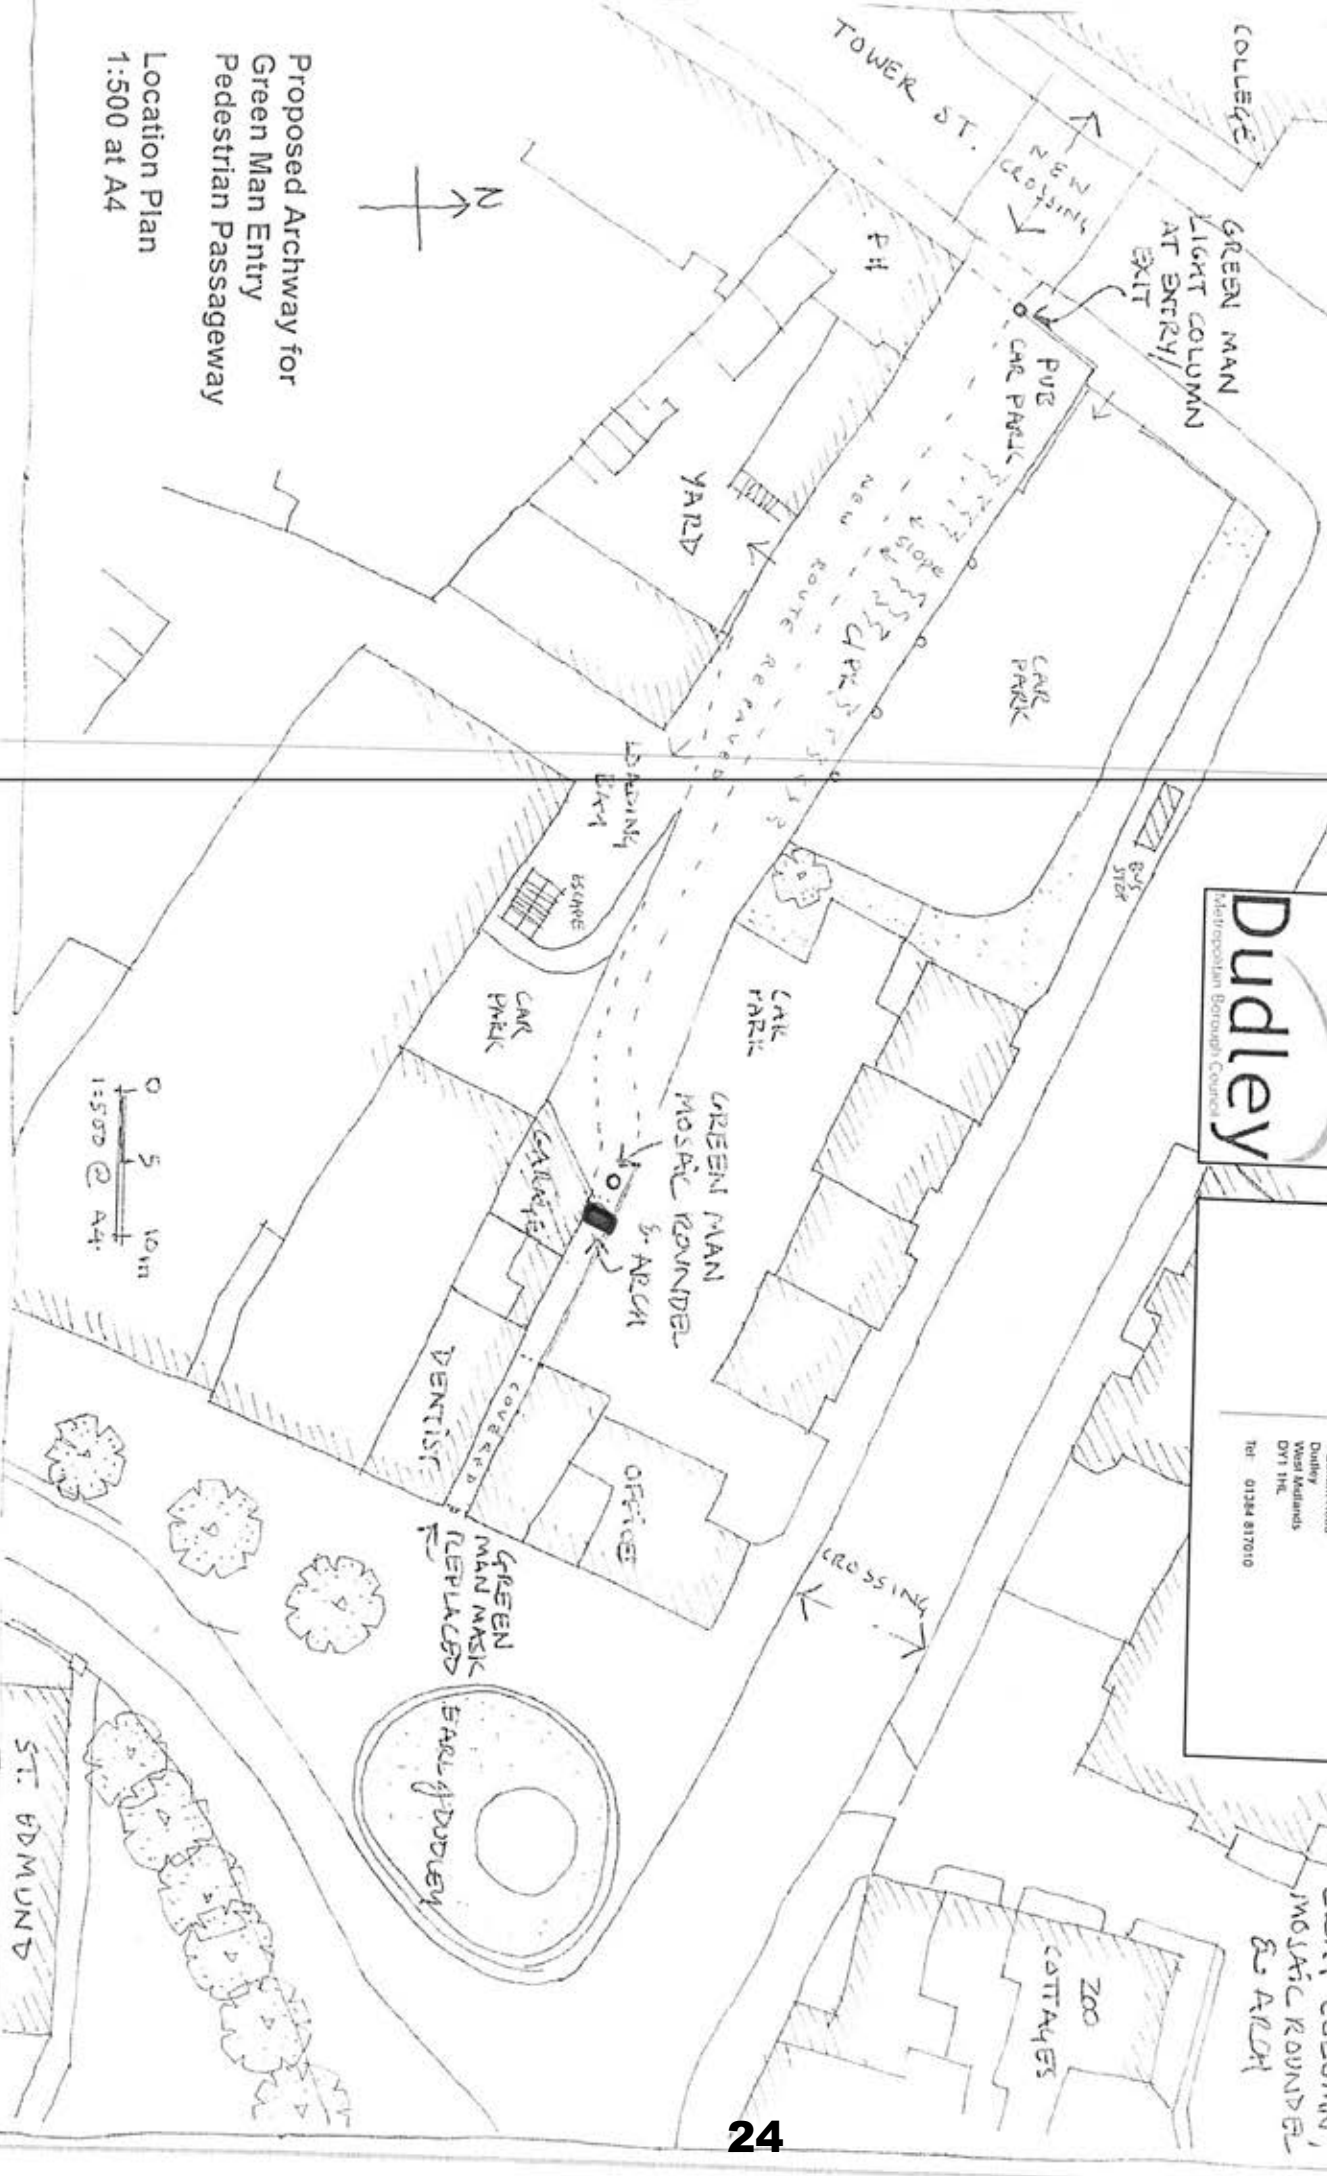 COLLEGE
TOWER ST.
NEW
CROSSING
GREEN MAN
LIGHT COLUMN
AT ENTRY/
EXIT
PH
PUB
CAR PARK
SLOPE
NEW ROUTE REPAVED
YARD
CAR
PARK
N
Proposed Archway for
Green Man Entry
Pedestrian Passageway
Location Plan
1:500 at A4
LOADING
BAY
ESCAPE
CAR
PARK
CAR
PARK
BUS
STOP
Dudley
Metropolitan Borough Council
Dudley
West Midlands
DY1 1HL
Tel: 01384 817010
GREEN MAN
MOSAIC ROUNDEL
& ARCH
GARAGE
0 5 10m
1:500 @ A4.
DENTIST
COVERED
OFFICE
GREEN
MAN MASK
REPLACED
CROSSING
EARL of DUDLEY
ST. EDMUND
ZOO
COTTAGES
MOSAIC ROUNDEL
& ARCH
24